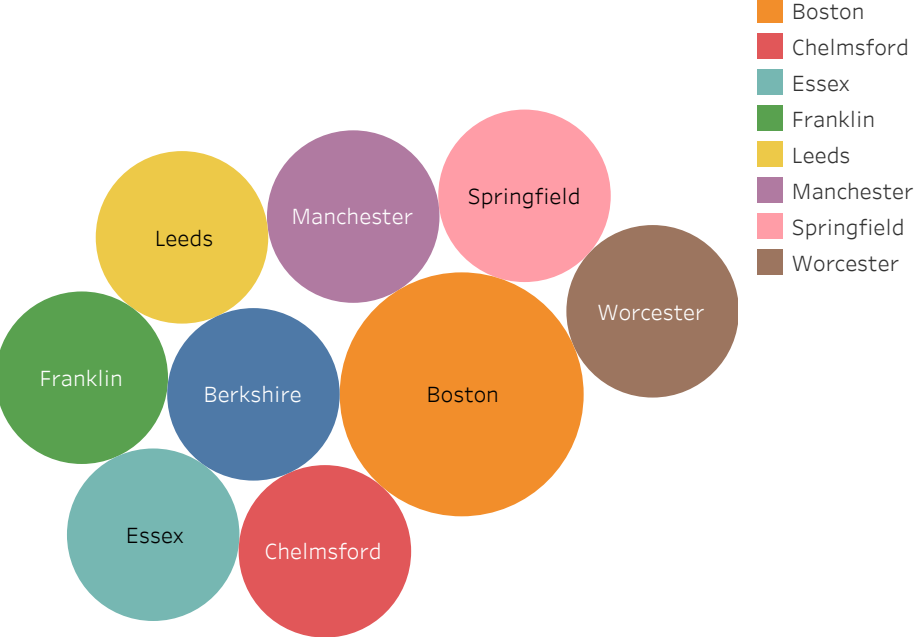 Boston
Chelmsford
Essex
Franklin
Leeds
Manchester
Springfield
Worcester
Springfield
Manchester
Leeds
Worcester
Franklin
Berkshire
Boston
Essex
Chelmsford